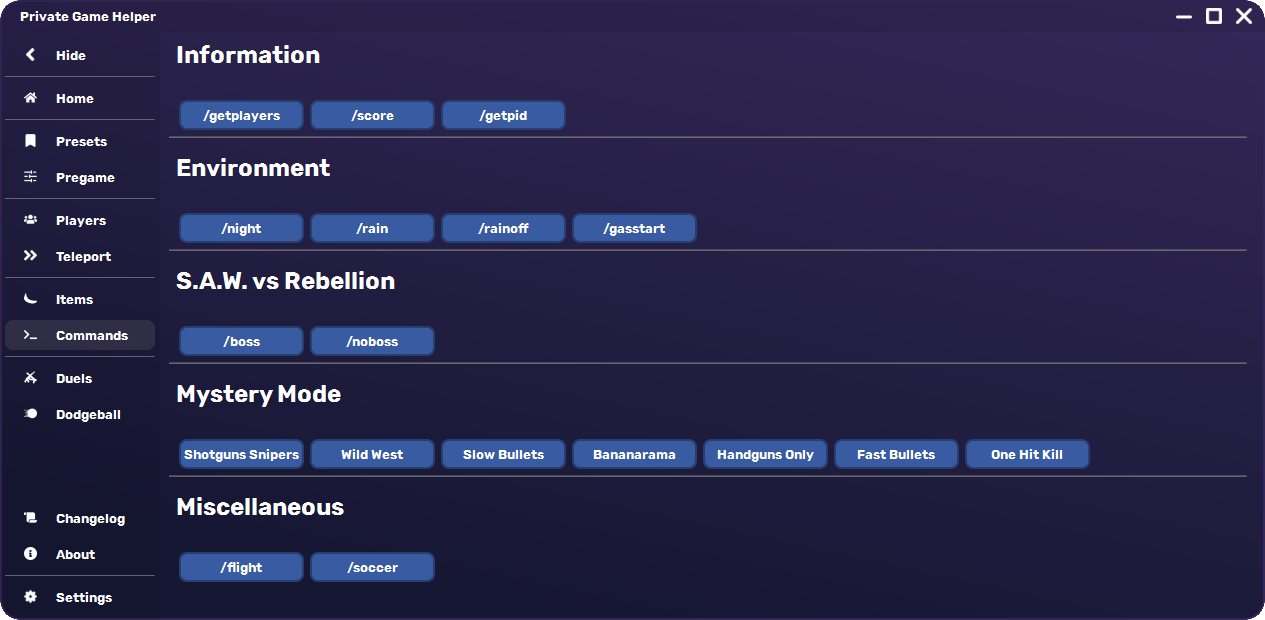 Private Game Helper
Hide
Home
Presets
Pregame
Players
Teleport
Items
Commands
Duels
Dodgeball
Changelog
About
Settings
Information
/getplayers /score /getpid
Environment
/night /rain /rainoff /gasstart
S.A.W. vs Rebellion
/boss /noboss
Mystery Mode
Shotguns Snipers Wild West Slow Bullets Bananarama Handguns Only Fast Bullets One Hit Kill
Miscellaneous
/flight /soccer